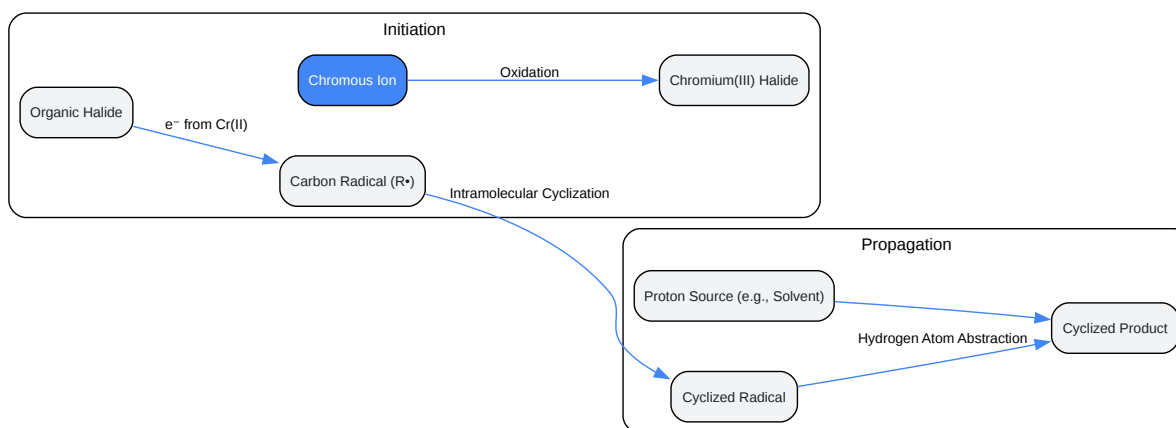 Initiation
Chromous Ion
Oxidation
Chromium(III) Halide
Organic Halide
e⁻ from Cr(II)
Carbon Radical (R•)
Intramolecular Cyclization
Propagation
Proton Source (e.g., Solvent)
Cyclized Product
Hydrogen Atom Abstraction
Cyclized Radical